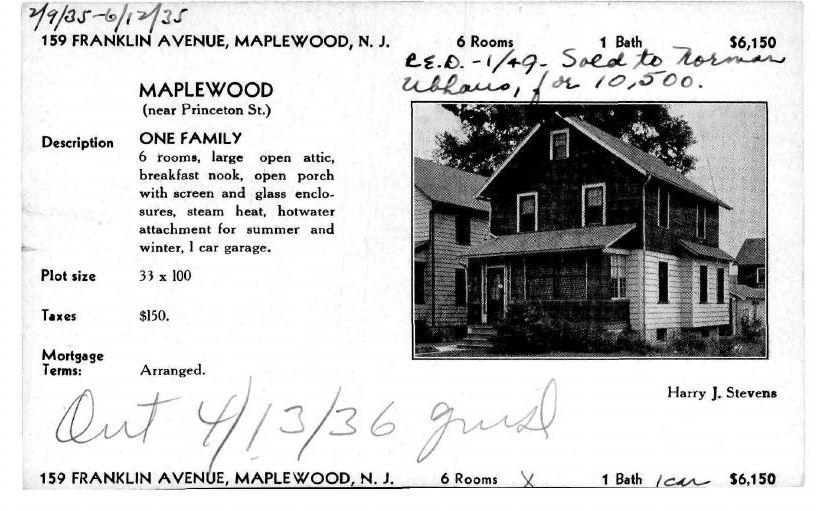 2/9/35-6/12/35
159 FRANKLIN AVENUE, MAPLEWOOD, N. J. 6 Rooms 1 Bath $6,150
R.E.D. -1/49- Sold to Norman
Ubhaus, for 10,500.
MAPLEWOOD
(near Princeton St.)
Description ONE FAMILY
6 rooms, large open attic,
breakfast nook, open porch
with screen and glass enclo-
sures, steam heat, hotwater
attachment for summer and
winter, 1 car garage.
Plot size 33 x 100
Taxes $150.
Mortgage
Terms: Arranged.
Harry J. Stevens
Out 4/13/36
159 FRANKLIN AVENUE, MAPLEWOOD, N. J. 6 Rooms X 1 Bath 1 car $6,150